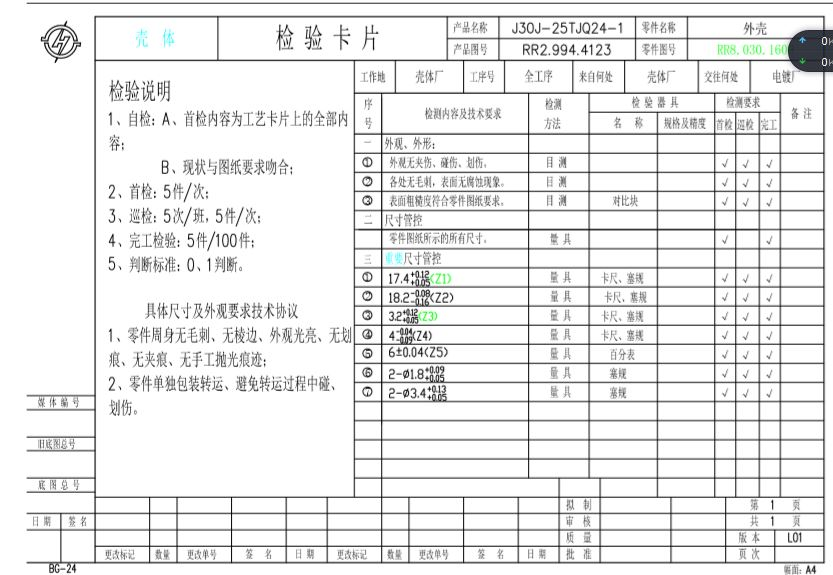 壳 体
检 验 卡 片
产品名称 J30J-25TJQ24-1 零件名称 外壳
产品图号 RR2.994.4123 零件图号 RR8.030.160
检验说明
1、自检：A、首检内容为工艺卡片上的全部内
容；
B、现状与图纸要求吻合；
2、首检：5件/次；
3、巡检：5次/班，5件/次；
4、完工检验：5件/100件；
5、判断标准：0、1判断。
具体尺寸及外观要求技术协议
1、零件周身无毛刺、无棱边、外观光亮、无划
痕、无夹痕、无手工抛光痕迹；
2、零件单独包装转运、避免转运过程中碰、
划伤。
工作地 壳体厂 工序号 全工序 来自何处 壳体厂 交往何处 电镀厂
序号 检测内容及技术要求 检测方法 检 验 器 具 检测要求 备 注
名 称 规格及精度 首检 巡检 完工
一 外观、外形：
① 外观无夹伤、碰伤、划伤。 目 测 √ √ √
② 各处无毛刺，表面无腐蚀现象。 目 测 √ √ √
③ 表面粗糙度符合零件图纸要求。 目 测 对比块 √ √ √
二 尺寸管控
零件图纸所示的所有尺寸。 量 具 √ √
三 重要尺寸管控
① 17.4+0.12+0.05(Z1) 量 具 卡尺、塞规 √ √ √
② 18.2-0.08-0.16(Z2) 量 具 卡尺、塞规 √ √ √
③ 3.2+0.12+0.05(Z3) 量 具 卡尺、塞规 √ √ √
④ 4-0.04-0.09(Z4) 量 具 卡尺、塞规 √ √ √
⑤ 6±0.04(Z5) 量 具 百分表 √ √ √
⑥ 2-ø1.8+0.09+0.05 量 具 塞规 √ √ √
⑦ 2-ø3.4+0.13+0.05 量 具 塞规 √ √ √
媒 体 编 号
旧底图总号
底 图 总 号
日 期 签 名
拟 制 第 1 页
审 核 共 1 页
质 量 版 本 L01
更改标记 数量 更改单号 签 名 日 期 更改标记 数量 更改单号 签 名 日 期 批 准 页 次
BG-24
幅面：A4
0K
0K